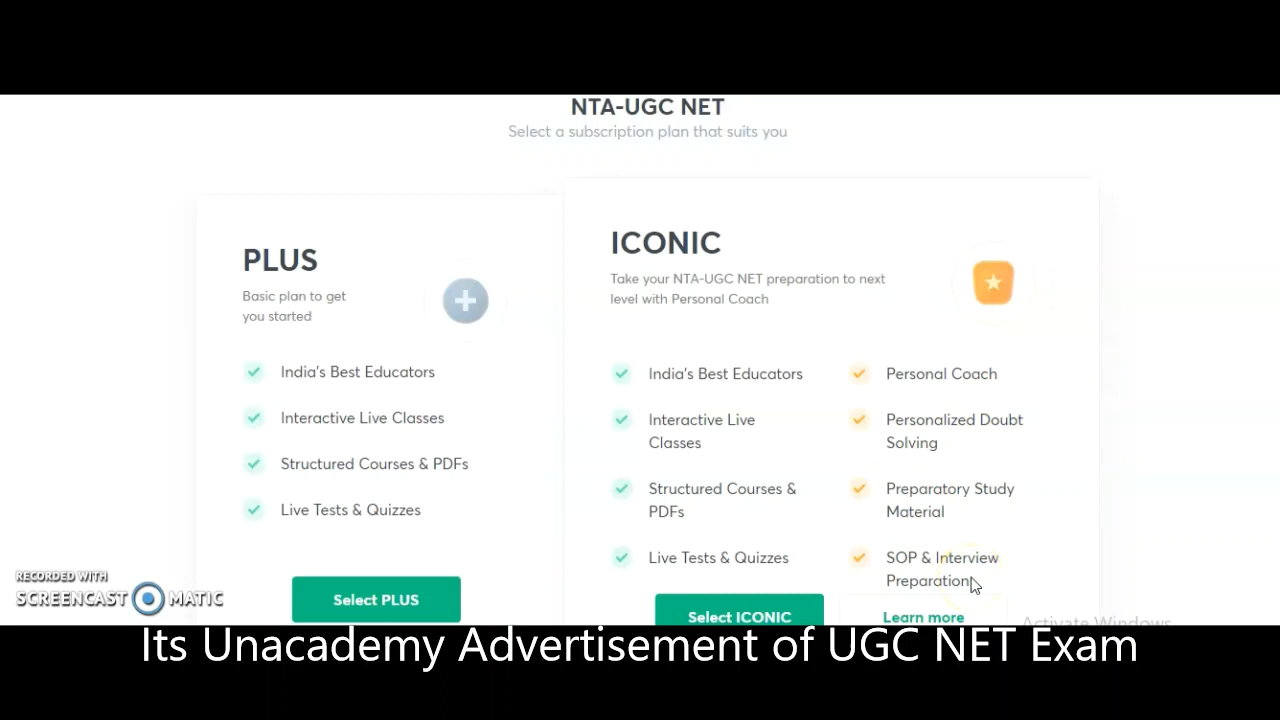 NTA-UGC NET
Select a subscription plan that suits you
PLUS
Basic plan to get
you started
India's Best Educators
Interactive Live Classes
Structured Courses & PDFs
Live Tests & Quizzes
Select PLUS
ICONIC
Take your NTA-UGC NET preparation to next
level with Personal Coach
India's Best Educators
Interactive Live
Classes
Structured Courses &
PDFs
Live Tests & Quizzes
Personal Coach
Personalized Doubt
Solving
Preparatory Study
Material
SOP & Interview
Preparation
Select ICONIC
Learn more
Activate Windows
RECORDED WITH
SCREENCAST MATIC
Its Unacademy Advertisement of UGC NET Exam